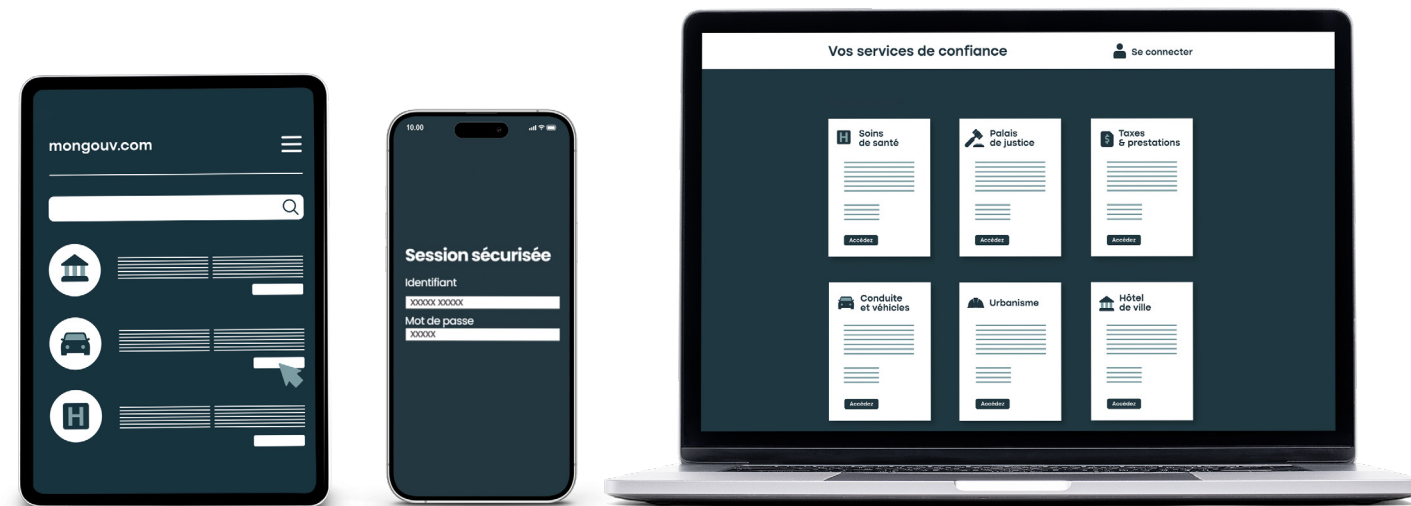 mongouv.com
H
10.00
Session sécurisée
Identifiant
XXXXX XXXXX
Mot de passe
XXXXX
Vos services de confiance
Se connecter
H
Soins
de santé
Accédez
Palais
de justice
Accédez
$
Taxes
& prestations
Accédez
Conduite
et véhicules
Accédez
Urbanisme
Accédez
Hôtel
de ville
Accédez